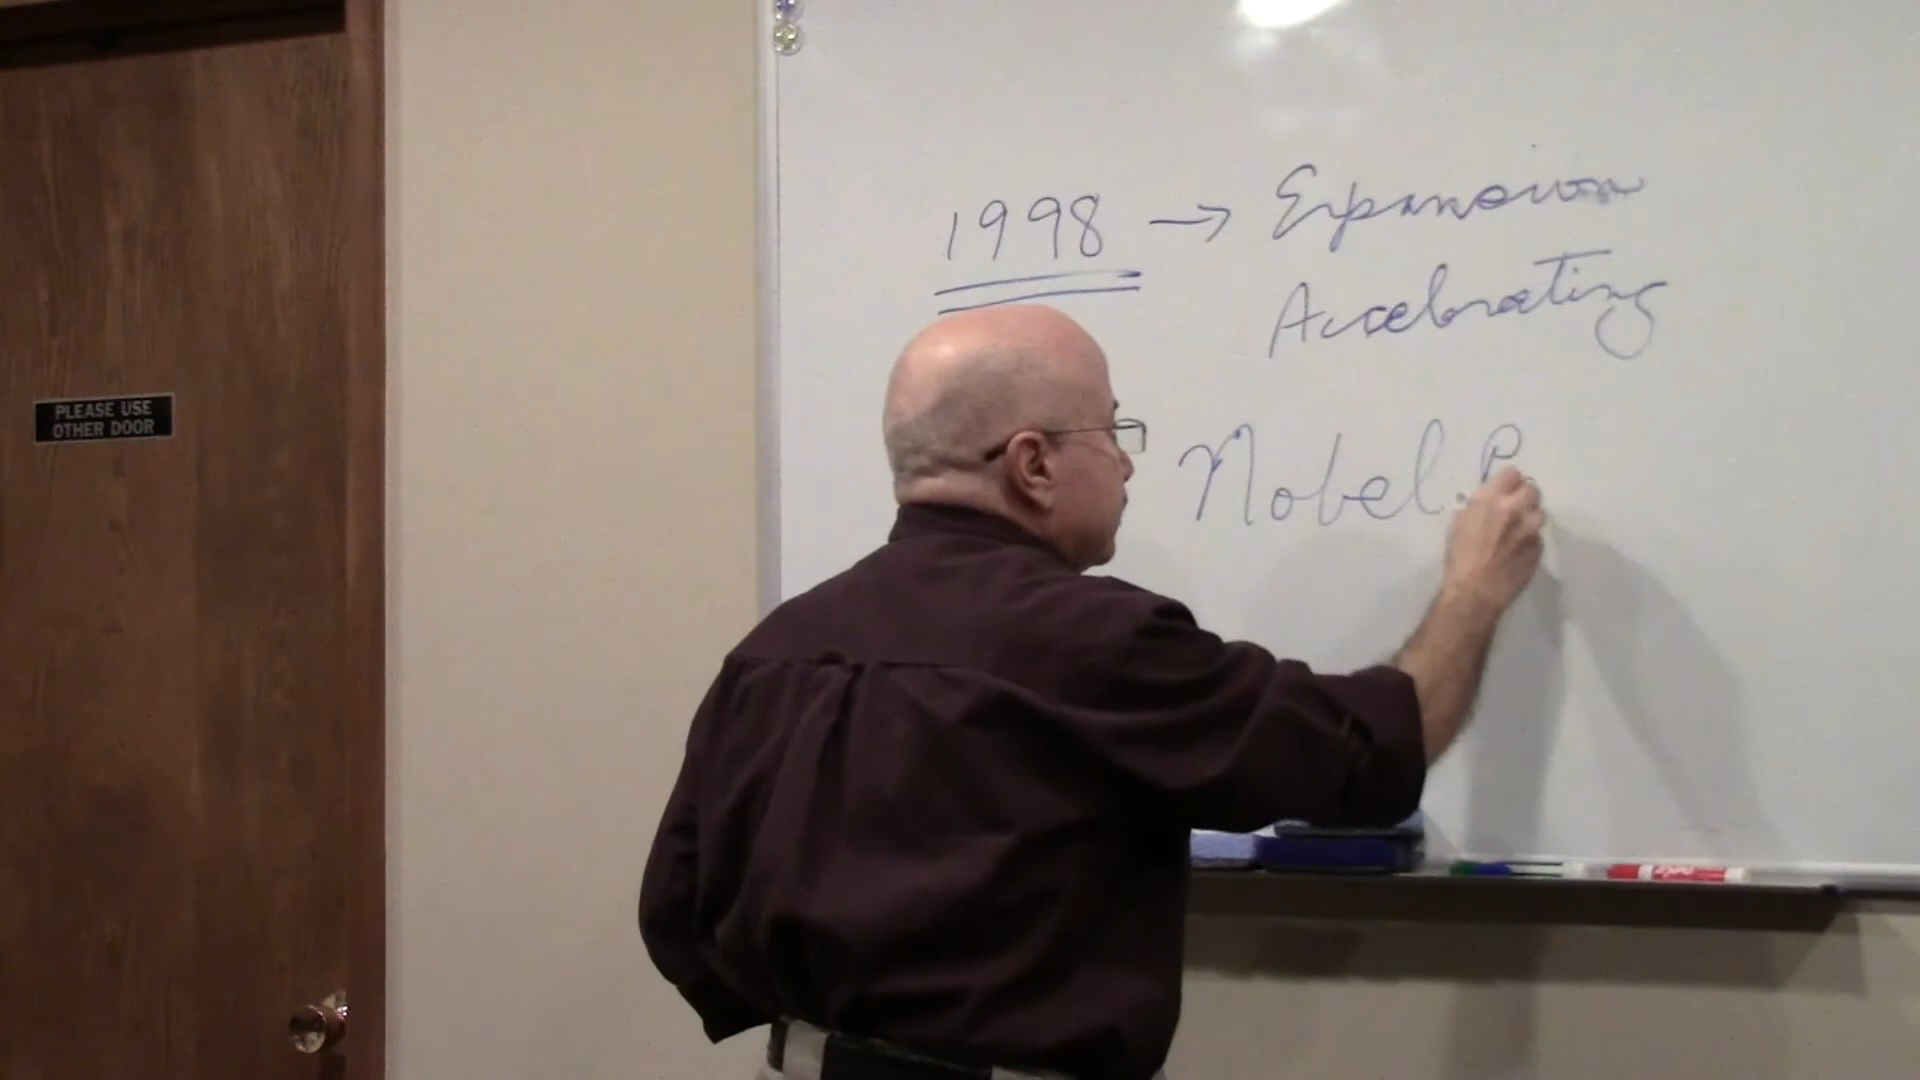 PLEASE USE
OTHER DOOR
1998 → Expansion
Accelerating
Nobel P